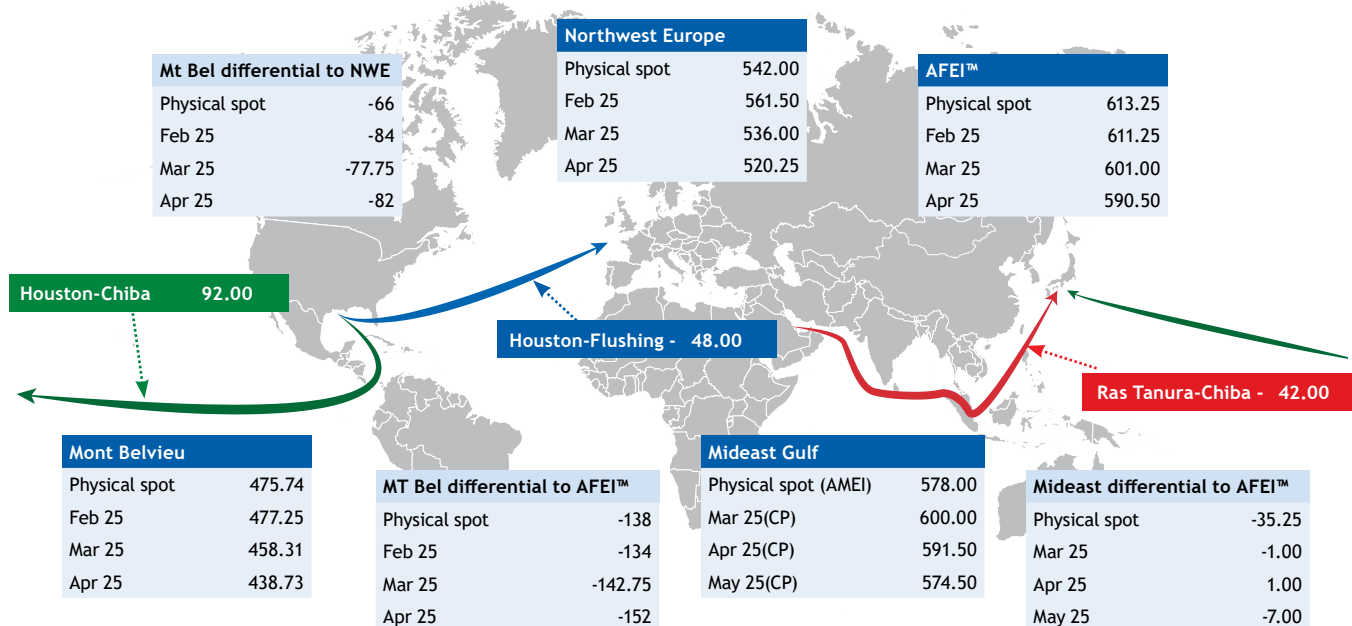 Northwest Europe
Physical spot 542.00
Feb 25 561.50
Mar 25 536.00
Apr 25 520.25
Mt Bel differential to NWE
Physical spot -66
Feb 25 -84
Mar 25 -77.75
Apr 25 -82
AFEI™
Physical spot 613.25
Feb 25 611.25
Mar 25 601.00
Apr 25 590.50
Houston-Chiba 92.00
Houston-Flushing - 48.00
Ras Tanura-Chiba - 42.00
Mont Belvieu
Physical spot 475.74
Feb 25 477.25
Mar 25 458.31
Apr 25 438.73
MT Bel differential to AFEI™
Physical spot -138
Feb 25 -134
Mar 25 -142.75
Apr 25 -152
Mideast Gulf
Physical spot (AMEI) 578.00
Mar 25(CP) 600.00
Apr 25(CP) 591.50
May 25(CP) 574.50
Mideast differential to AFEI™
Physical spot -35.25
Mar 25 -1.00
Apr 25 1.00
May 25 -7.00